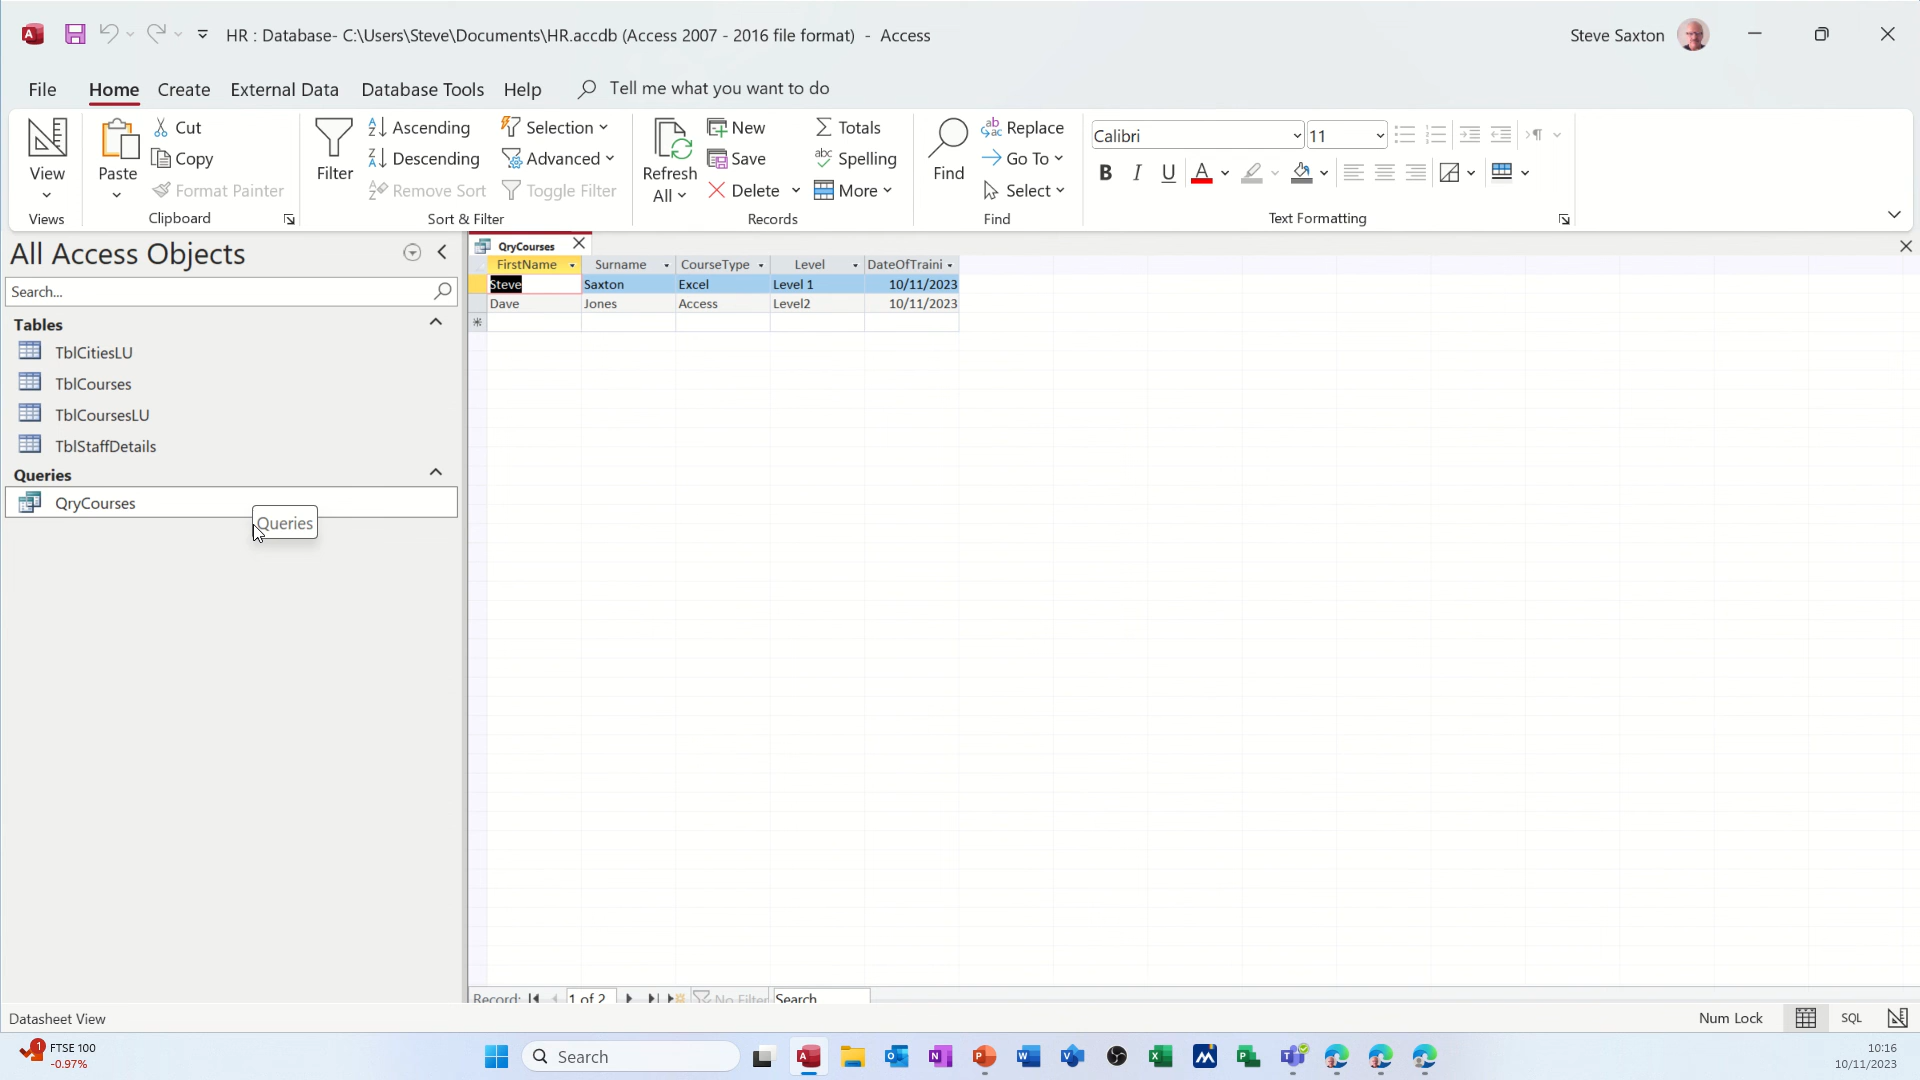 HR : Database- C:\Users\Steve\Documents\HR.accdb (Access 2007 - 2016 file format) - Access
Steve Saxton
File Home Create External Data Database Tools Help Tell me what you want to do
View
Views
Paste
Cut
Copy
Format Painter
Clipboard
Filter
Ascending
Descending
Remove Sort
Selection
Advanced
Toggle Filter
Sort & Filter
Refresh
All
New
Save
Delete
Totals
Spelling
More
Records
Find
Replace
Go To
Select
Find
Calibri 11
B I U A
Text Formatting
All Access Objects
Search...
Tables
TblCitiesLU
TblCourses
TblCoursesLU
TblStaffDetails
Queries
QryCourses
Queries
QryCourses
FirstName Surname CourseType Level DateOfTraini
Steve Saxton Excel Level 1 10/11/2023
Dave Jones Access Level2 10/11/2023
Record: 1 of 2 No Filter Search
Datasheet View
Num Lock SQL
1
FTSE 100
-0.97%
Search
10:16
10/11/2023